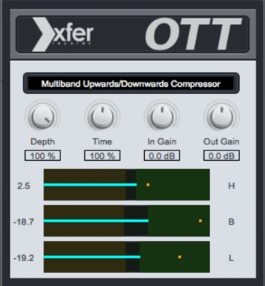 xfer
records
OTT
Multiband Upwards/Downwards Compressor
Depth Time In Gain Out Gain
100 % 100 % 0.0 dB 0.0 dB
2.5 H
-18.7 B
-19.2 L